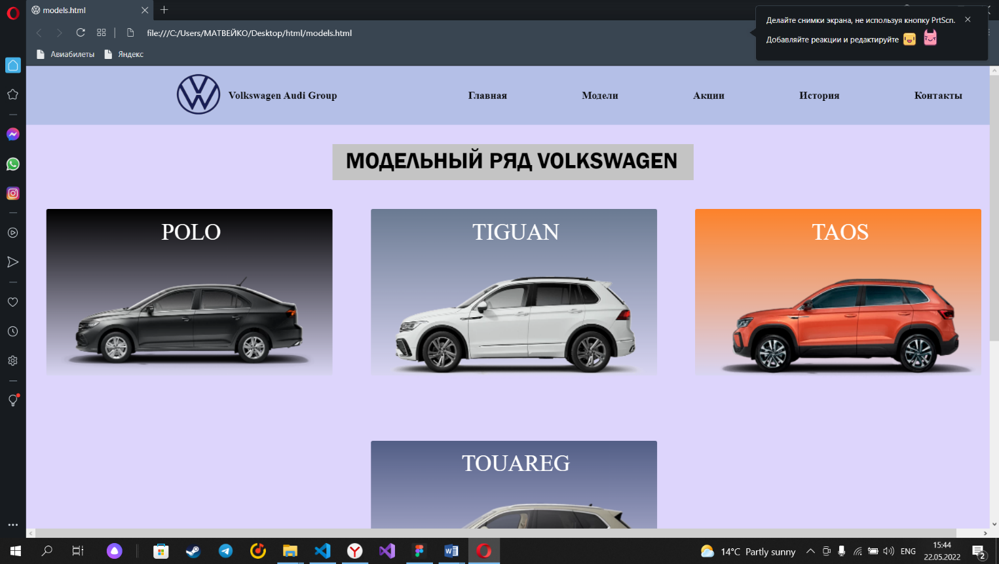 models.html
Делайте снимки экрана, не используя кнопку PrtScn.
Добавляйте реакции и редактируйте
file:///C:/Users/МАТВЕЙКО/Desktop/html/models.html
Авиабилеты Яндекс
Volkswagen Audi Group Главная Модели Акции История Контакты
МОДЕЛЬНЫЙ РЯД VOLKSWAGEN
POLO TIGUAN TAOS
TOUAREG
14°C Partly sunny ENG 15:44
22.05.2022 2